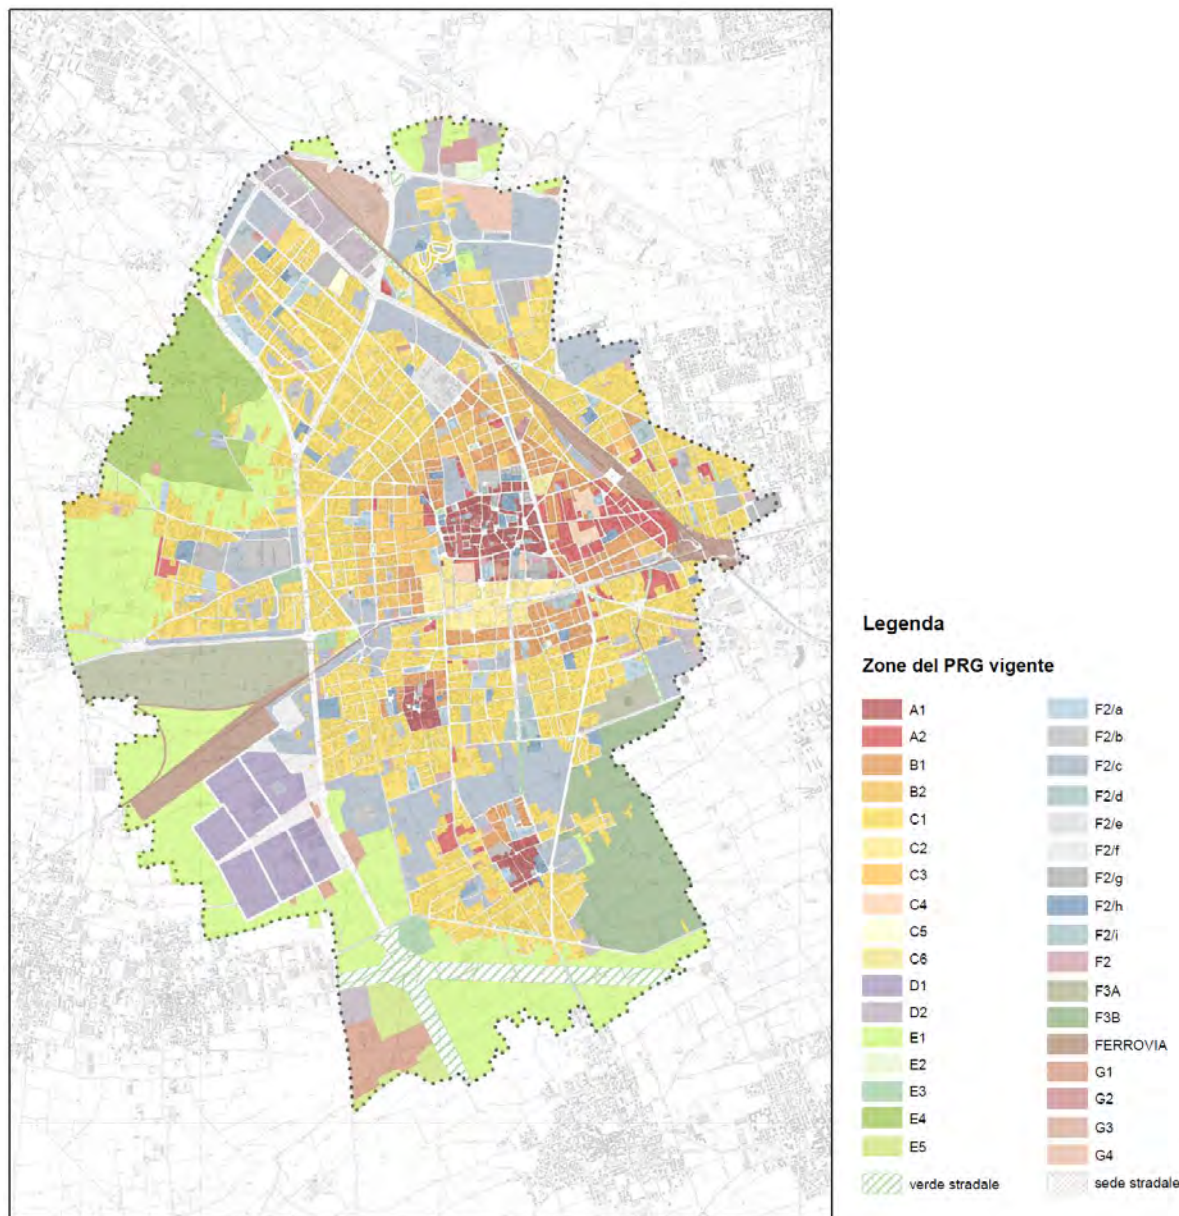 Legenda
Zone del PRG vigente
A1
A2
B1
B2
C1
C2
C3
C4
C5
C6
D1
D2
E1
E2
E3
E4
E5
verde stradale
F2/a
F2/b
F2/c
F2/d
F2/e
F2/f
F2/g
F2/h
F2/i
F2
F3A
F3B
FERROVIA
G1
G2
G3
G4
sede stradale